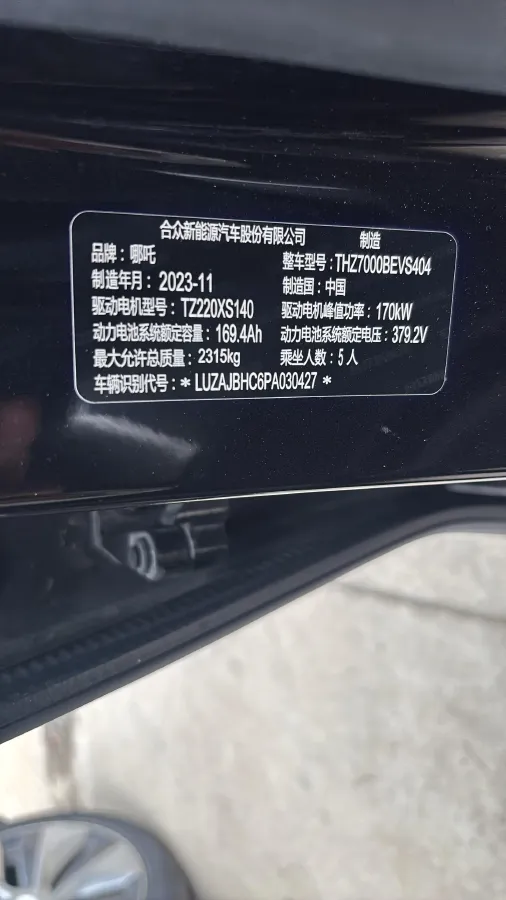 合众新能源汽车股份有限公司 制造
品牌：哪吒 整车型号：THZ7000BEVS404
制造年月：2023-11 制造国：中国
驱动电机型号：TZ220XS140 驱动电机峰值功率：170kW
动力电池系统额定容量：169.4Ah 动力电池系统额定电压：379.2V
最大允许总质量：2315kg 乘坐人数：5人
车辆识别代号：＊LUZAJBHC6PA030427＊